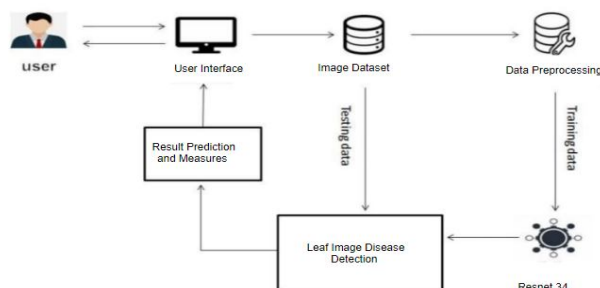 user
User Interface
Image Dataset
Data Preprocessing
Testing data
Training data
Result Prediction
and Measures
Leaf Image Disease
Detection
Resnet 34